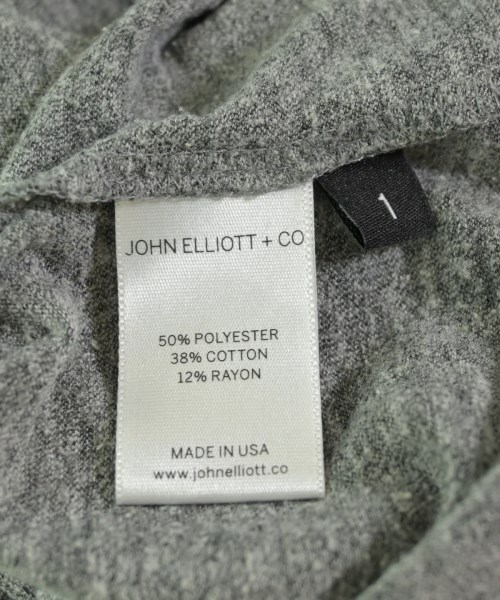 JOHN ELLIOTT + CO
1
50% POLYESTER
38% COTTON
12% RAYON
MADE IN USA
www.johnelliott.co